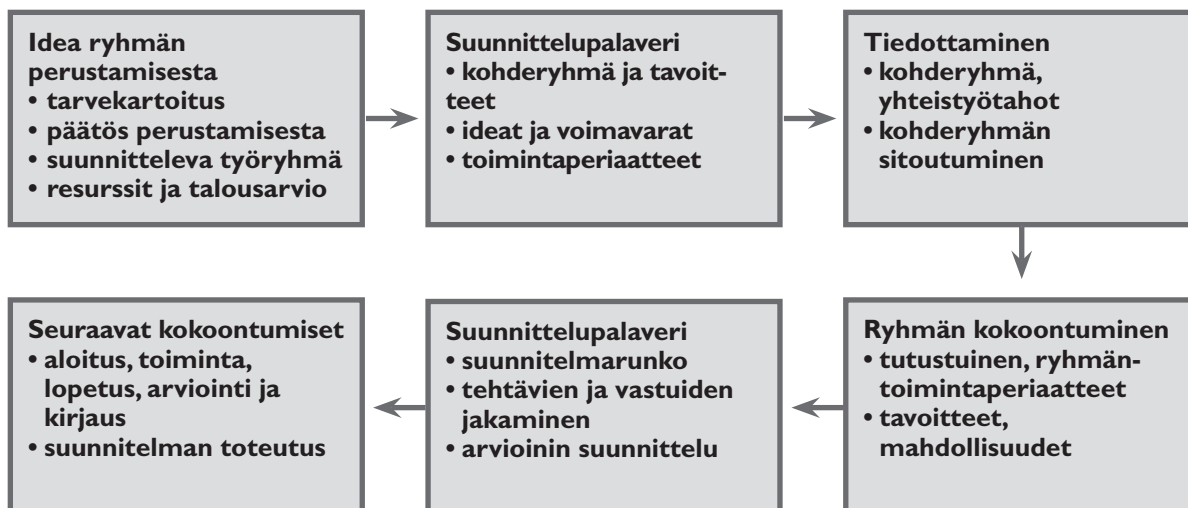 Idea ryhmän
perustamisesta
• tarvekartoitus
• päätös perustamisesta
• suunnitteleva työryhmä
• resurssit ja talousarvio
Suunnittelupalaveri
• kohderyhmä ja tavoit-
teet
• ideat ja voimavarat
• toimintaperiaatteet
Tiedottaminen
• kohderyhmä,
yhteistyötahot
• kohderyhmän
sitoutuminen
Ryhmän kokoontuminen
• tutustuinen, ryhmän-
toimintaperiaatteet
• tavoitteet,
mahdollisuudet
Suunnittelupalaveri
• suunnitelmarunko
• tehtävien ja vastuiden
jakaminen
• arvioinin suunnittelu
Seuraavat kokoontumiset
• aloitus, toiminta,
lopetus, arviointi ja
kirjaus
• suunnitelman toteutus